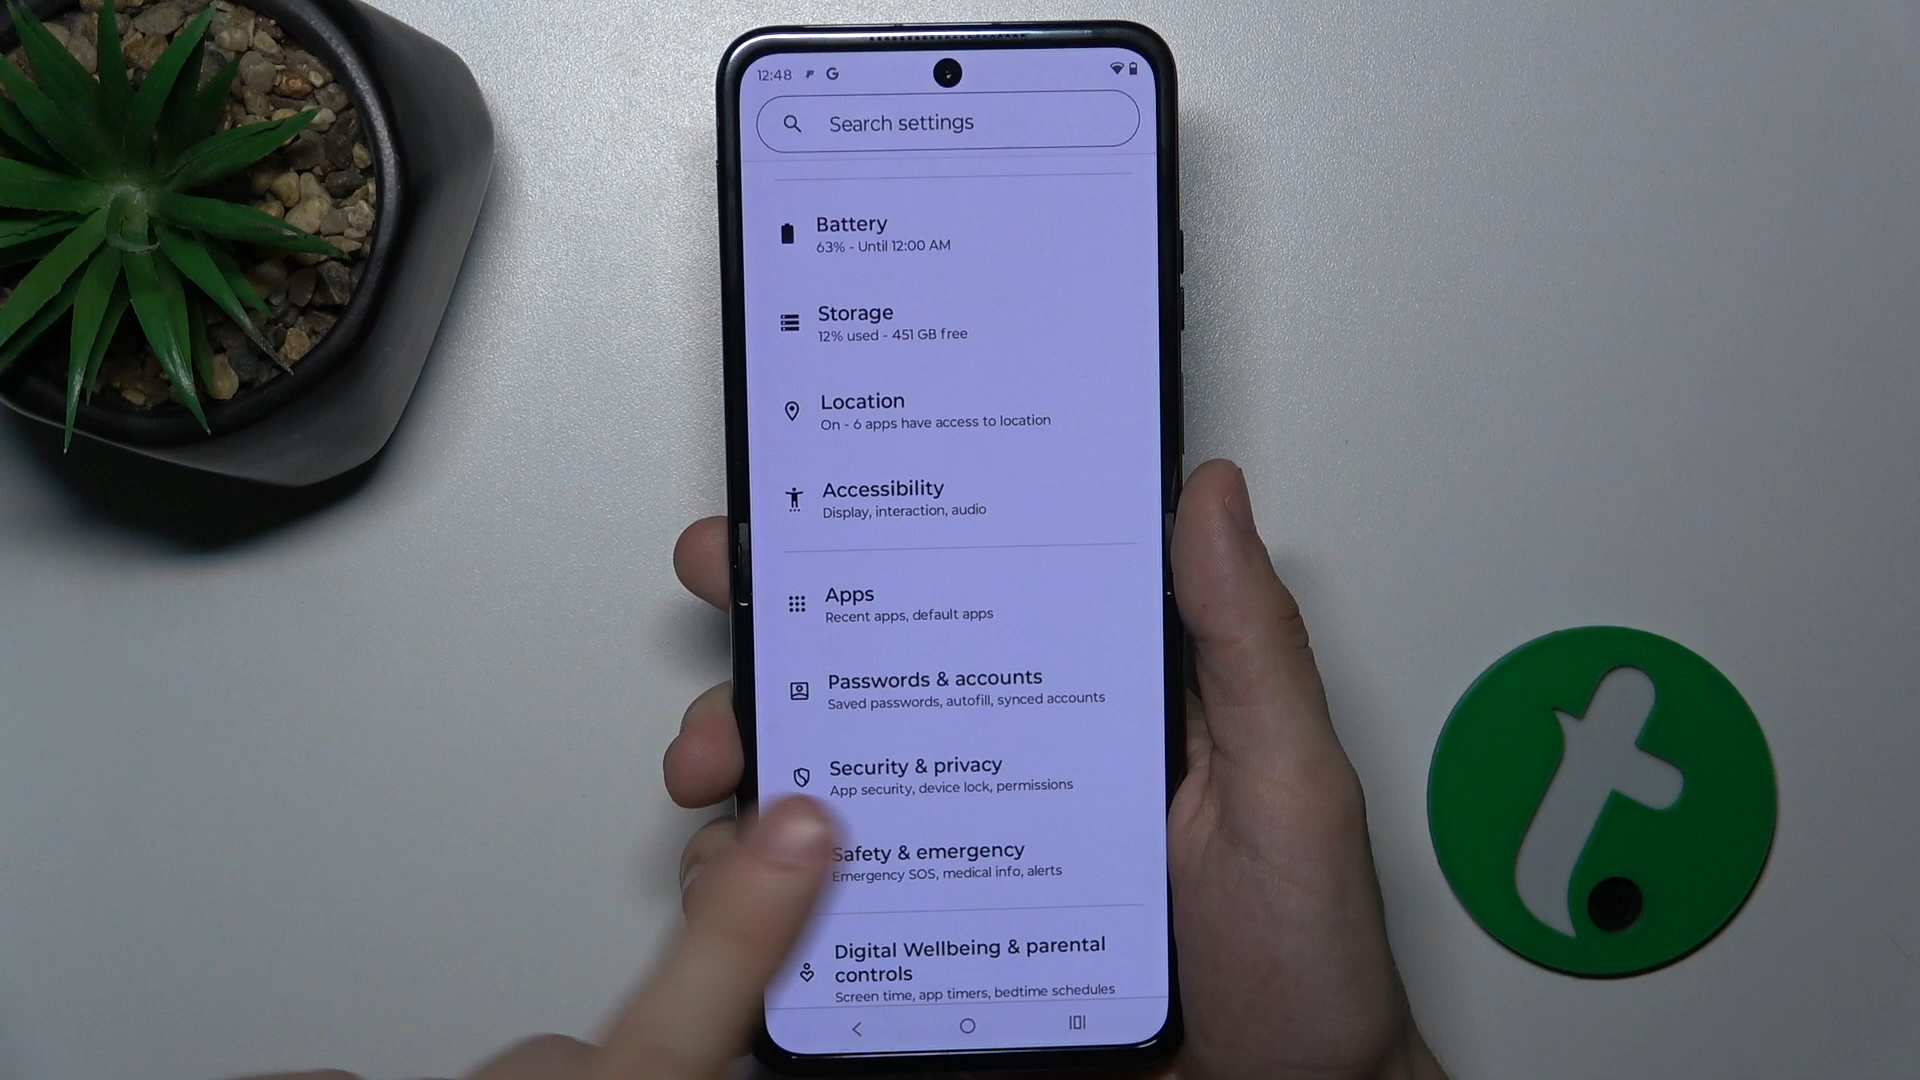 12:48 G
Search settings
Battery
63% - Until 12:00 AM
Storage
12% used - 451 GB free
Location
On - 6 apps have access to location
Accessibility
Display, interaction, audio
Apps
Recent apps, default apps
Passwords & accounts
Saved passwords, autofill, synced accounts
Security & privacy
App security, device lock, permissions
Safety & emergency
Emergency SOS, medical info, alerts
Digital Wellbeing & parental
controls
Screen time, app timers, bedtime schedules
t.